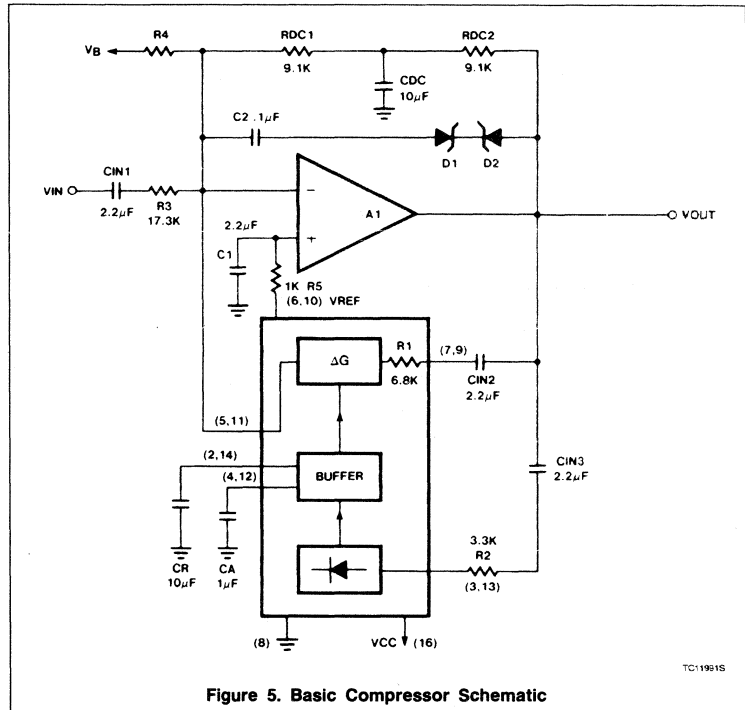 R4
RDC1
RDC2
VB
9.1K
9.1K
CDC
10µF
C2 .1µF
D1
D2
CIN1
VIN
2.2µF
R3
17.3K
−
A1
+
VOUT
2.2µF
C1
1K R5
(6,10) VREF
R1
ΔG
(7,9)
6.8K
CIN2
2.2µF
(5,11)
(2,14)
(4,12)
BUFFER
CIN3
2.2µF
3.3K
R2
(3,13)
CR
10µF
CA
1µF
(8)
VCC
(16)
TC11991S
Figure 5. Basic Compressor Schematic